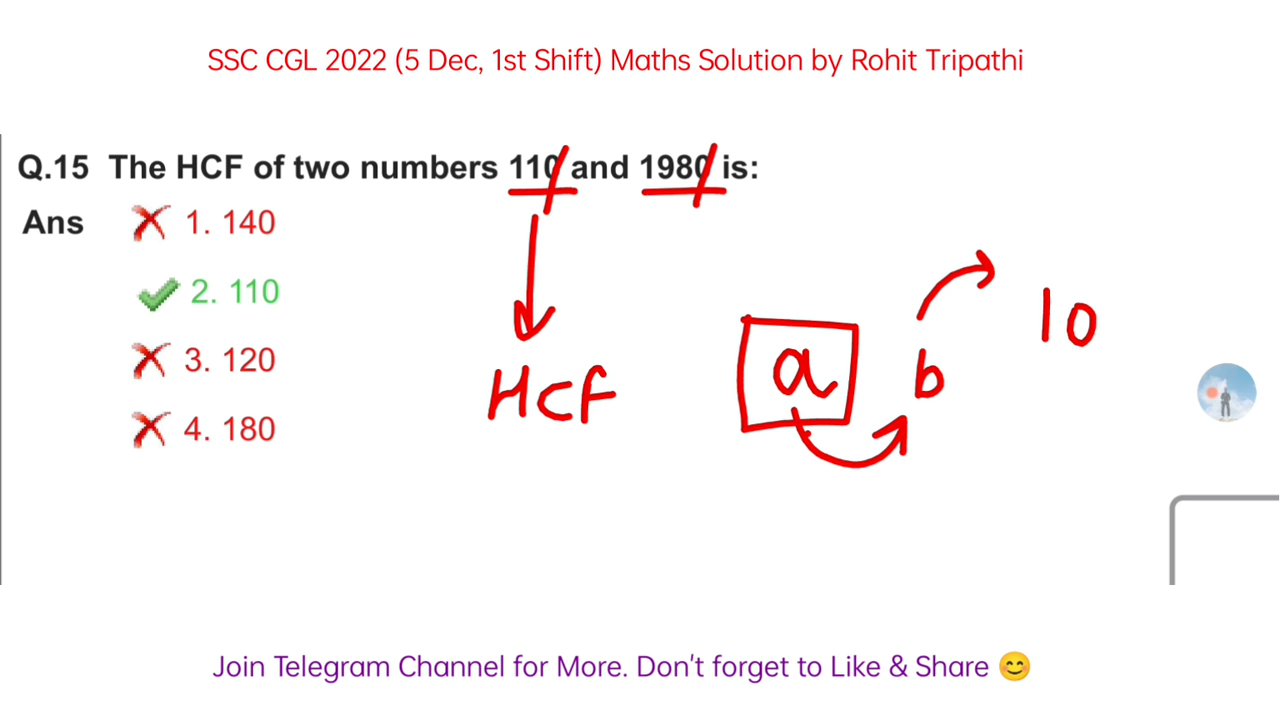 SSC CGL 2022 (5 Dec, 1st Shift) Maths Solution by Rohit Tripathi
Q.15 The HCF of two numbers 110 and 1980 is:
Ans 1. 140
2. 110
3. 120
4. 180
HCF
a b 10
Join Telegram Channel for More. Don't forget to Like & Share 😊